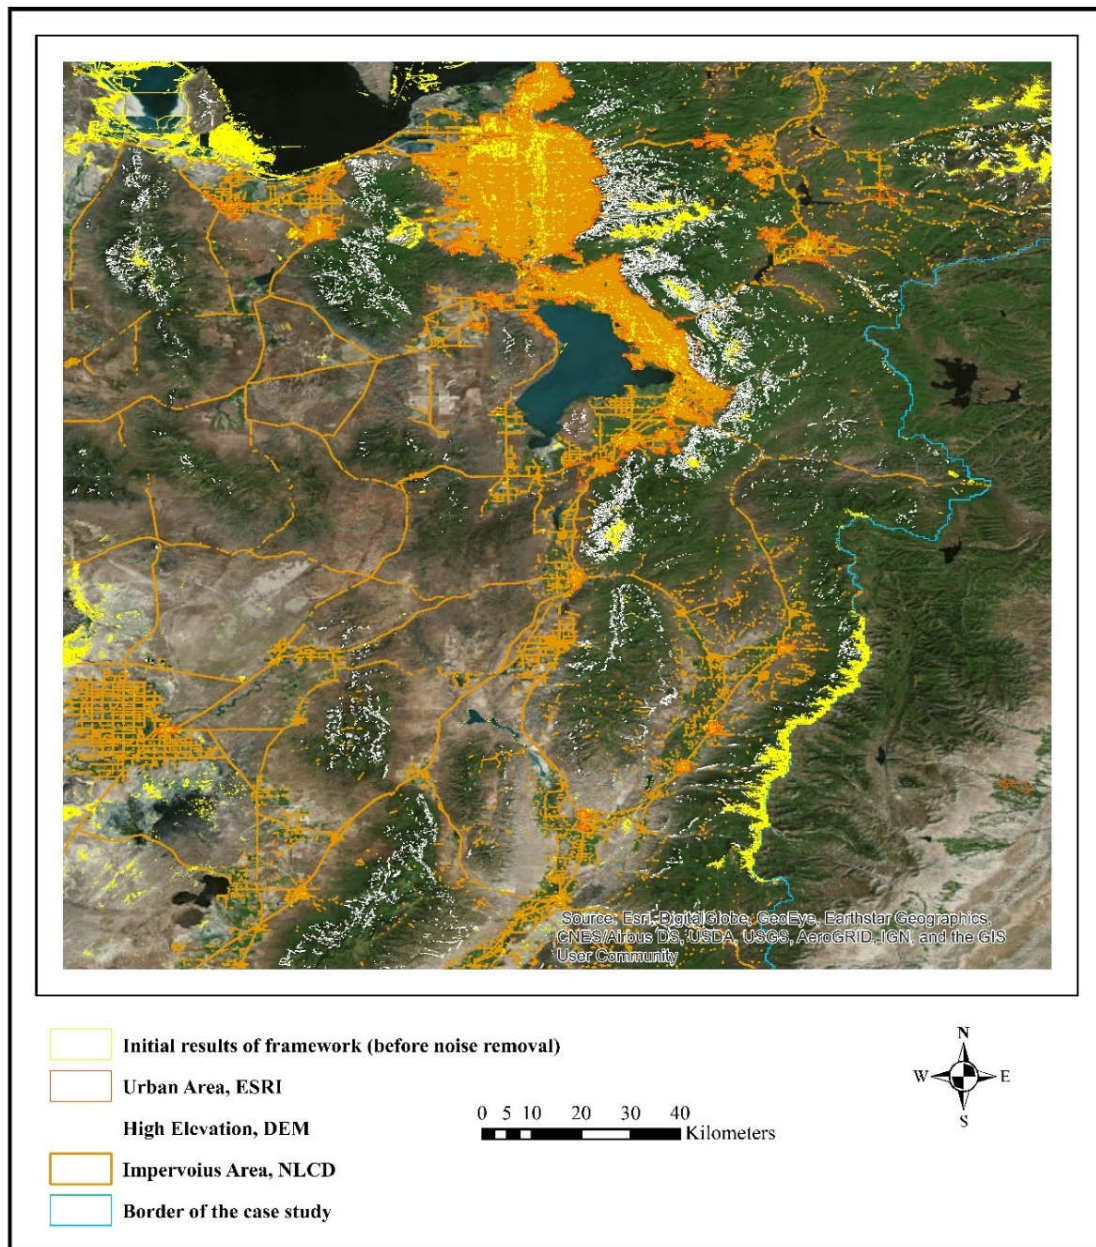 Source: Esri, DigitalGlobe, GeoEye, Earthstar Geographics,
CNES/Airbus DS, USDA, USGS, AeroGRID, IGN, and the GIS
User Community
Initial results of framework (before noise removal)
Urban Area, ESRI
High Elevation, DEM
Impervoius Area, NLCD
Border of the case study
0 5 10 20 30 40
Kilometers
N
W E
S